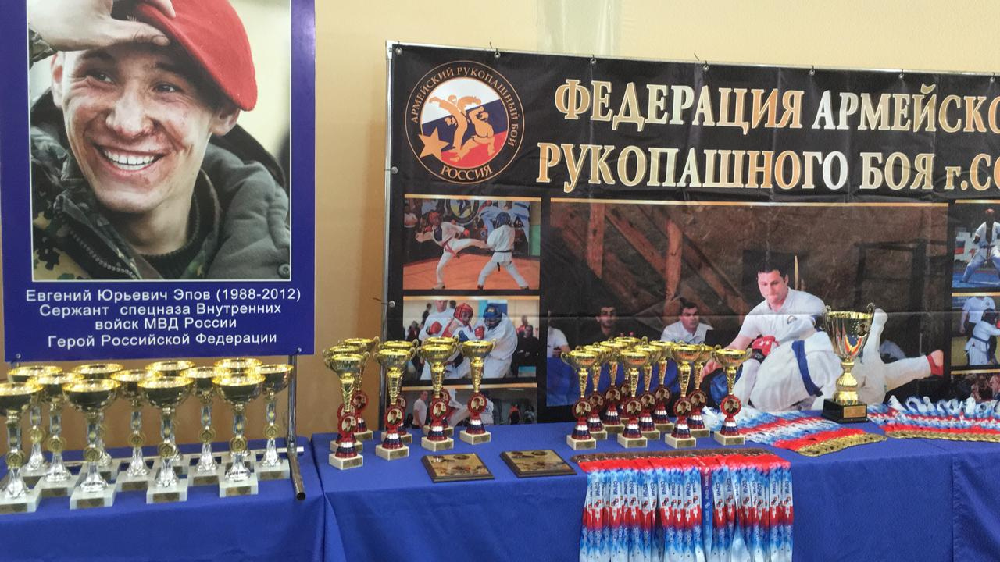 Евгений Юрьевич Эпов (1988-2012)
Сержант спецназа Внутренних
войск МВД России
Герой Российской Федерации
АРМЕЙСКИЙ РУКОПАШНЫЙ БОЙ
РОССИЯ
ФЕДЕРАЦИЯ АРМЕЙСКО
РУКОПАШНОГО БОЯ г.СО